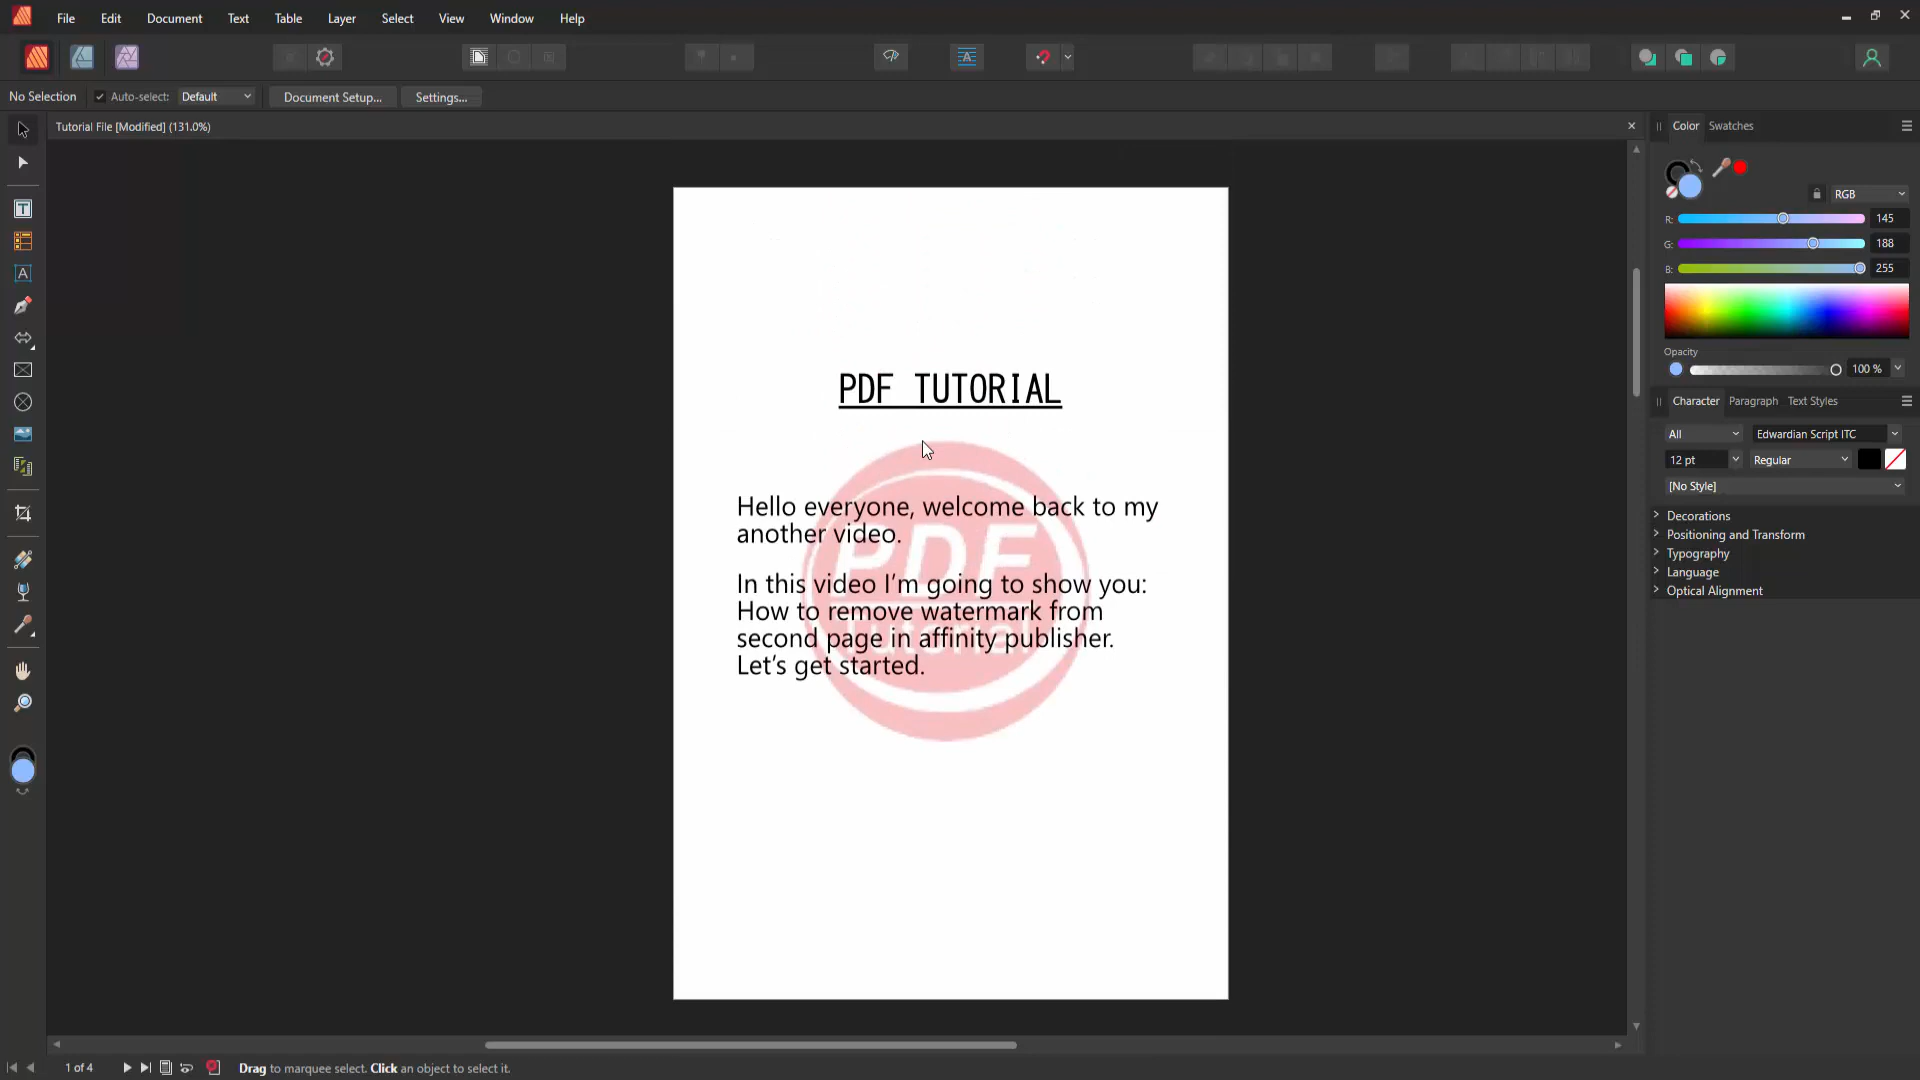 File Edit Document Text Table Layer Select View Window Help
No Selection Auto-select: Default Document Setup... Settings...
Tutorial File [Modified] (131.0%)
Color Swatches
RGB
R: 145
G: 188
B: 255
Opacity
100 %
Character Paragraph Text Styles
All Edwardian Script ITC
12 pt Regular
[No Style]
Decorations
Positioning and Transform
Typography
Language
Optical Alignment
PDF TUTORIAL
Hello everyone, welcome back to my
another video.
In this video I’m going to show you:
How to remove watermark from
second page in affinity publisher.
Let’s get started.
PDF
Tutorial
1 of 4 Drag to marquee select. Click an object to select it.